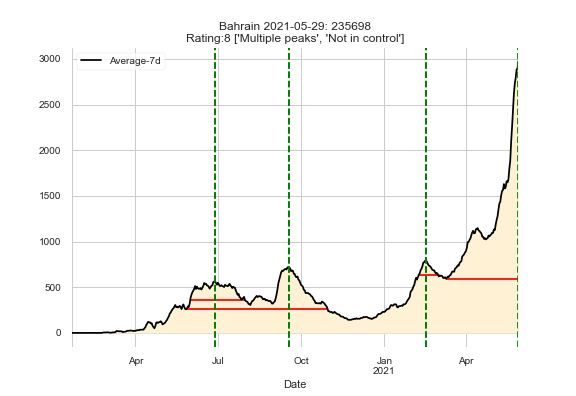 Bahrain 2021-05-29: 235698
Rating:8 ['Multiple peaks', 'Not in control']
Average-7d
3000
2500
2000
1500
1000
500
0
Apr
Jul
Oct
Jan
2021
Apr
Date